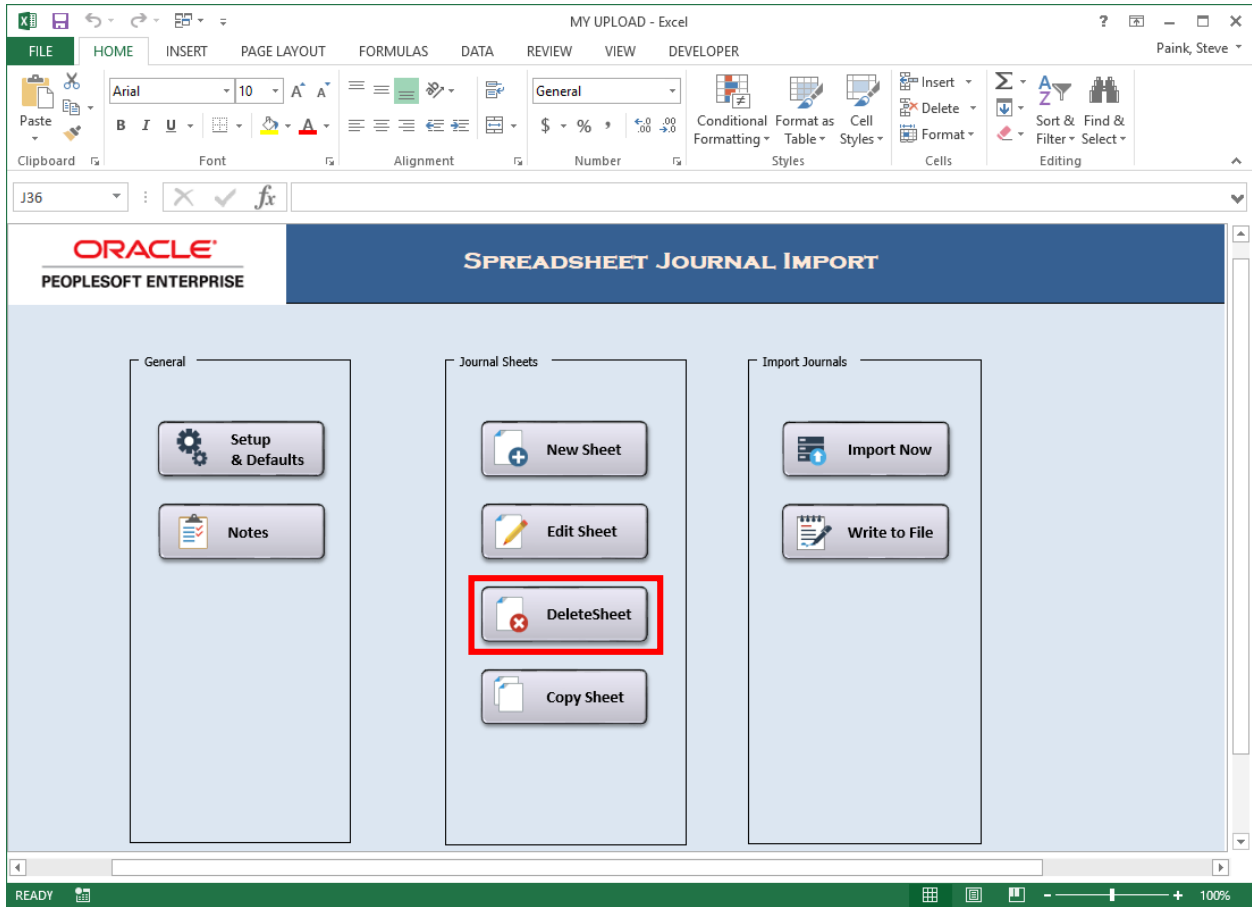 MY UPLOAD - Excel
?
FILE HOME INSERT PAGE LAYOUT FORMULAS DATA REVIEW VIEW DEVELOPER Paink, Steve
Paste
Arial 10 A A
B I U A
General
$ % , .00 .0
Conditional Formatting
Format as Table
Cell Styles
Insert
Delete
Format
Sort & Filter
Find & Select
Clipboard Font Alignment Number Styles Cells Editing
J36 fx
ORACLE
PEOPLESOFT ENTERPRISE
SPREADSHEET JOURNAL IMPORT
General
Setup
& Defaults
Notes
Journal Sheets
New Sheet
Edit Sheet
DeleteSheet
Copy Sheet
Import Journals
Import Now
Write to File
READY 100%